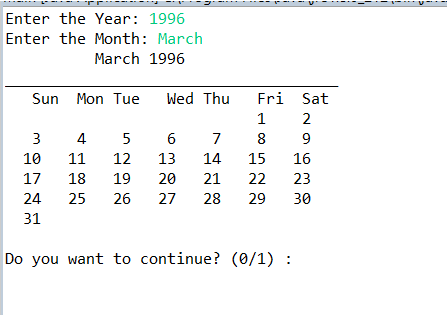 Enter the Year: 1996
Enter the Month: March
March 1996
Sun Mon Tue Wed Thu Fri Sat
1 2
3 4 5 6 7 8 9
10 11 12 13 14 15 16
17 18 19 20 21 22 23
24 25 26 27 28 29 30
31
Do you want to continue? (0/1) :